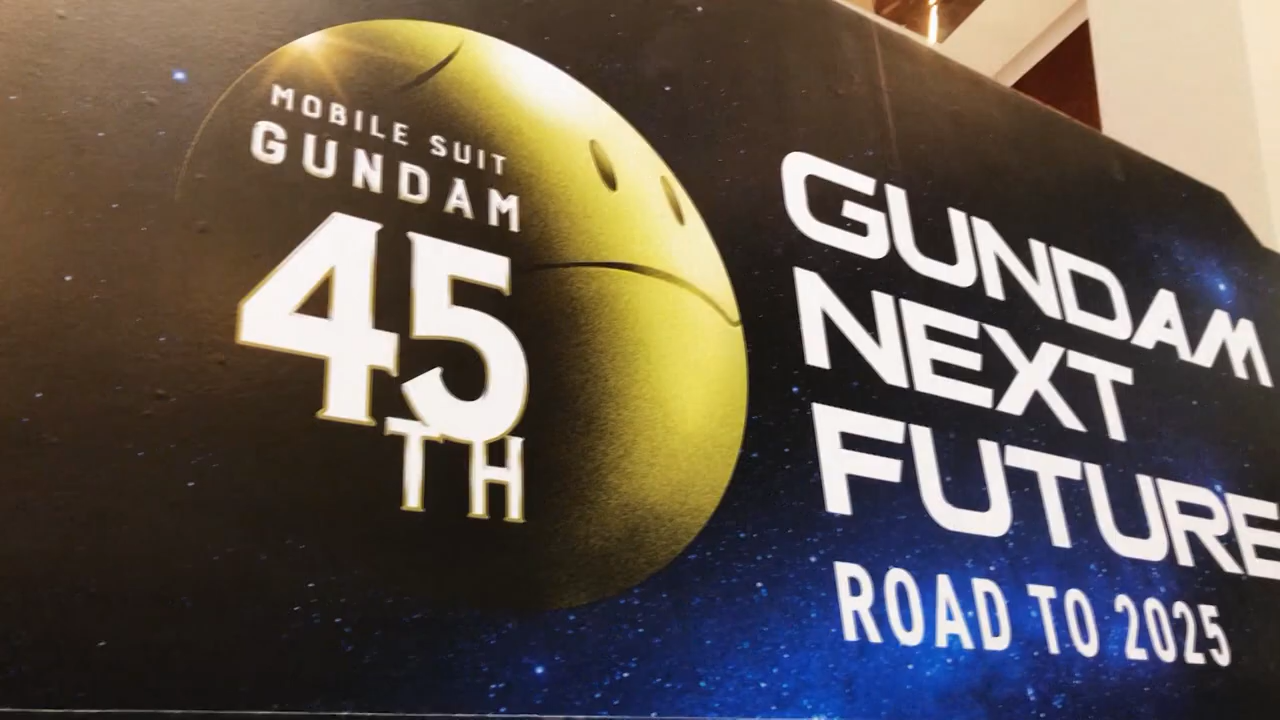 MOBILE SUIT
GUNDAM
45
TH
GUNDAM
NEXT
FUTURE
ROAD TO 2025